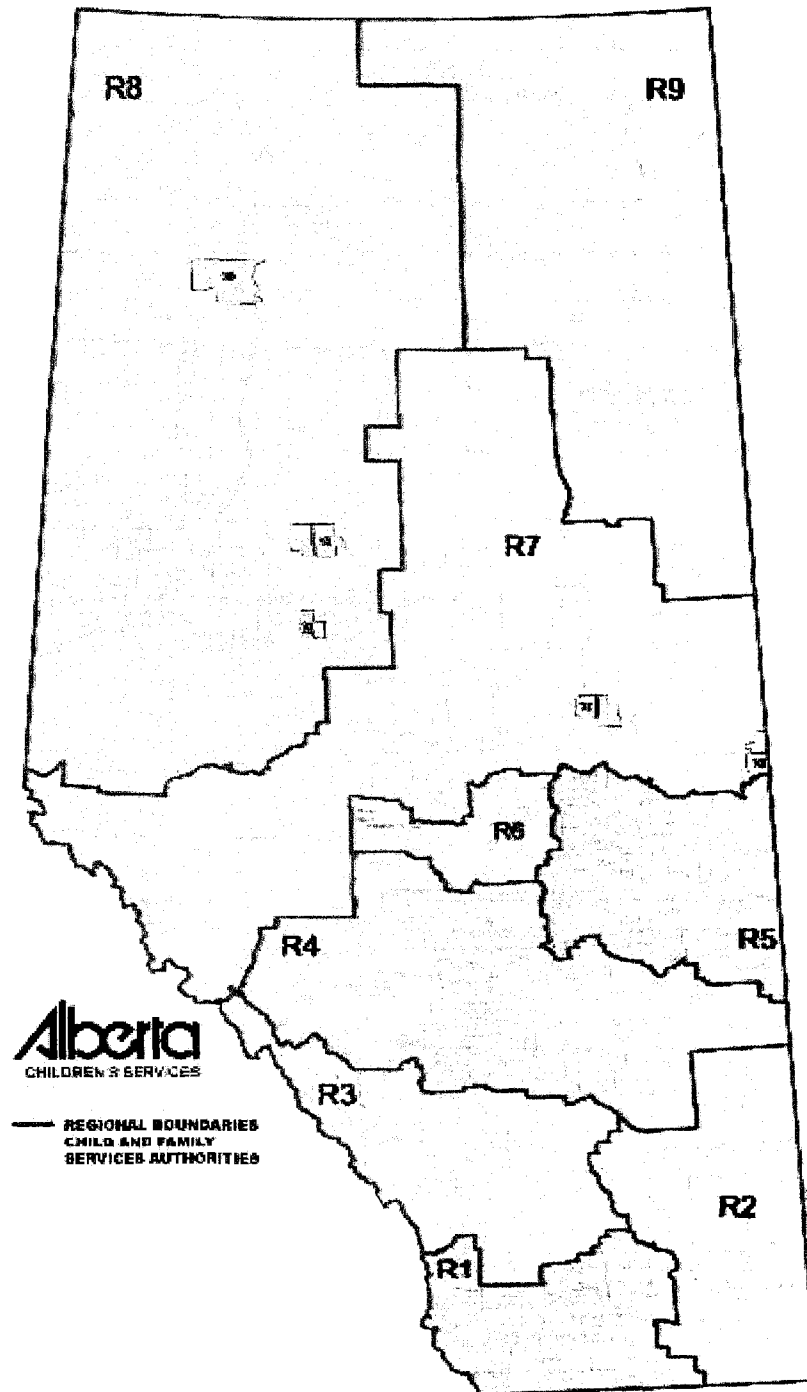 R8
R9
R7
R6
R5
R4
Alberta
CHILDREN'S SERVICES
R3
REGIONAL BOUNDARIES
CHILD AND FAMILY
SERVICES AUTHORITIES
R2
R1